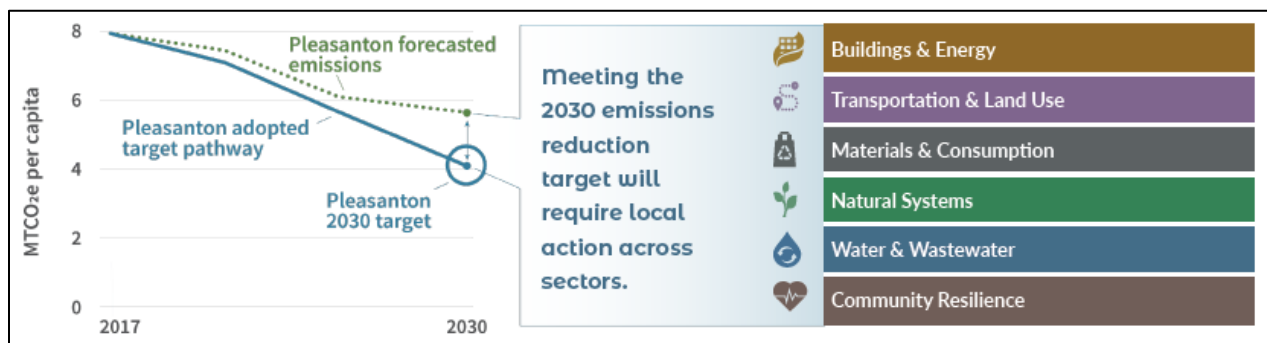 8
6
4
2
0
MTCO₂e per capita
2017
2030
Pleasanton forecasted
emissions
Pleasanton adopted
target pathway
Pleasanton
2030 target
Meeting the
2030 emissions
reduction
target will
require local
action across
sectors.
Buildings & Energy
Transportation & Land Use
Materials & Consumption
Natural Systems
Water & Wastewater
Community Resilience